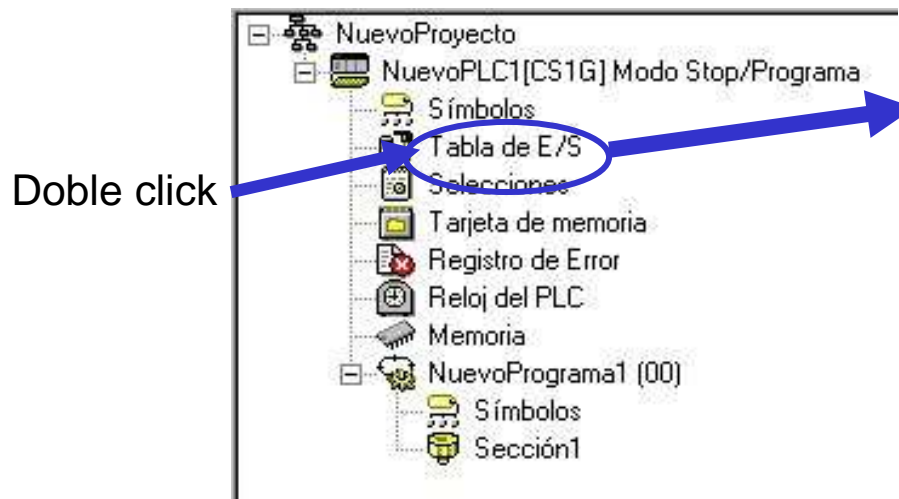 NuevoProyecto
NuevoPLC1[CS1G] Modo Stop/Programa
Símbolos
Tabla de E/S
Doble click
Selecciones
Tarjeta de memoria
Registro de Error
Reloj del PLC
Memoria
NuevoPrograma1 (00)
Símbolos
Sección1